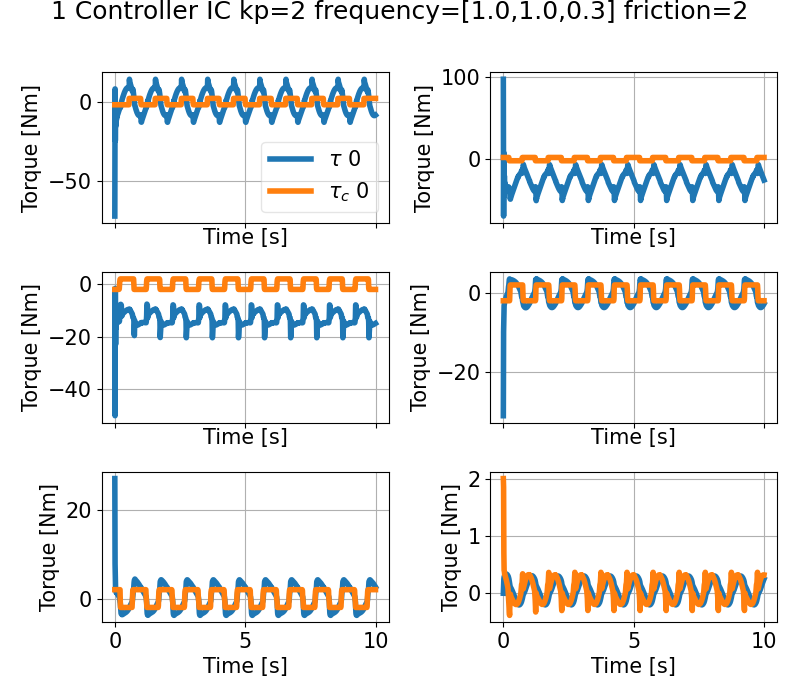 1 Controller IC kp=2 frequency=[1.0,1.0,0.3] friction=2
Torque [Nm]
0
−50
τ 0
τc 0
Time [s]
Torque [Nm]
100
0
Time [s]
Torque [Nm]
0
−20
−40
Time [s]
Torque [Nm]
0
−20
Time [s]
Torque [Nm]
20
0
0 5 10
Time [s]
Torque [Nm]
2
1
0
0 5 10
Time [s]